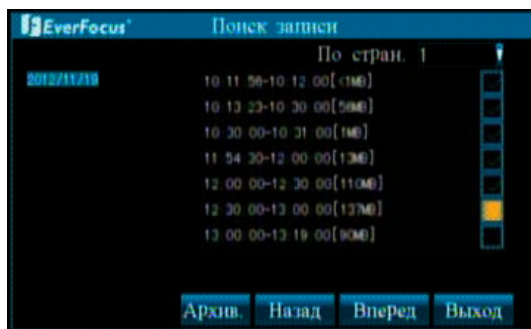 EverFocus Поиск записи
По стран. 1
2012/11/19
10 11 56-10 12 00[<1MB]
10 13 23-10 30 00[56MB]
10 30 00-10 31 00[1MB]
11 54 30-12 00 00[13MB]
12 00 00-12 30 00[110MB]
12 30 00-13 00 00[137MB]
13 00 00-13 19 00[90MB]
Архив. Назад Вперед Выход